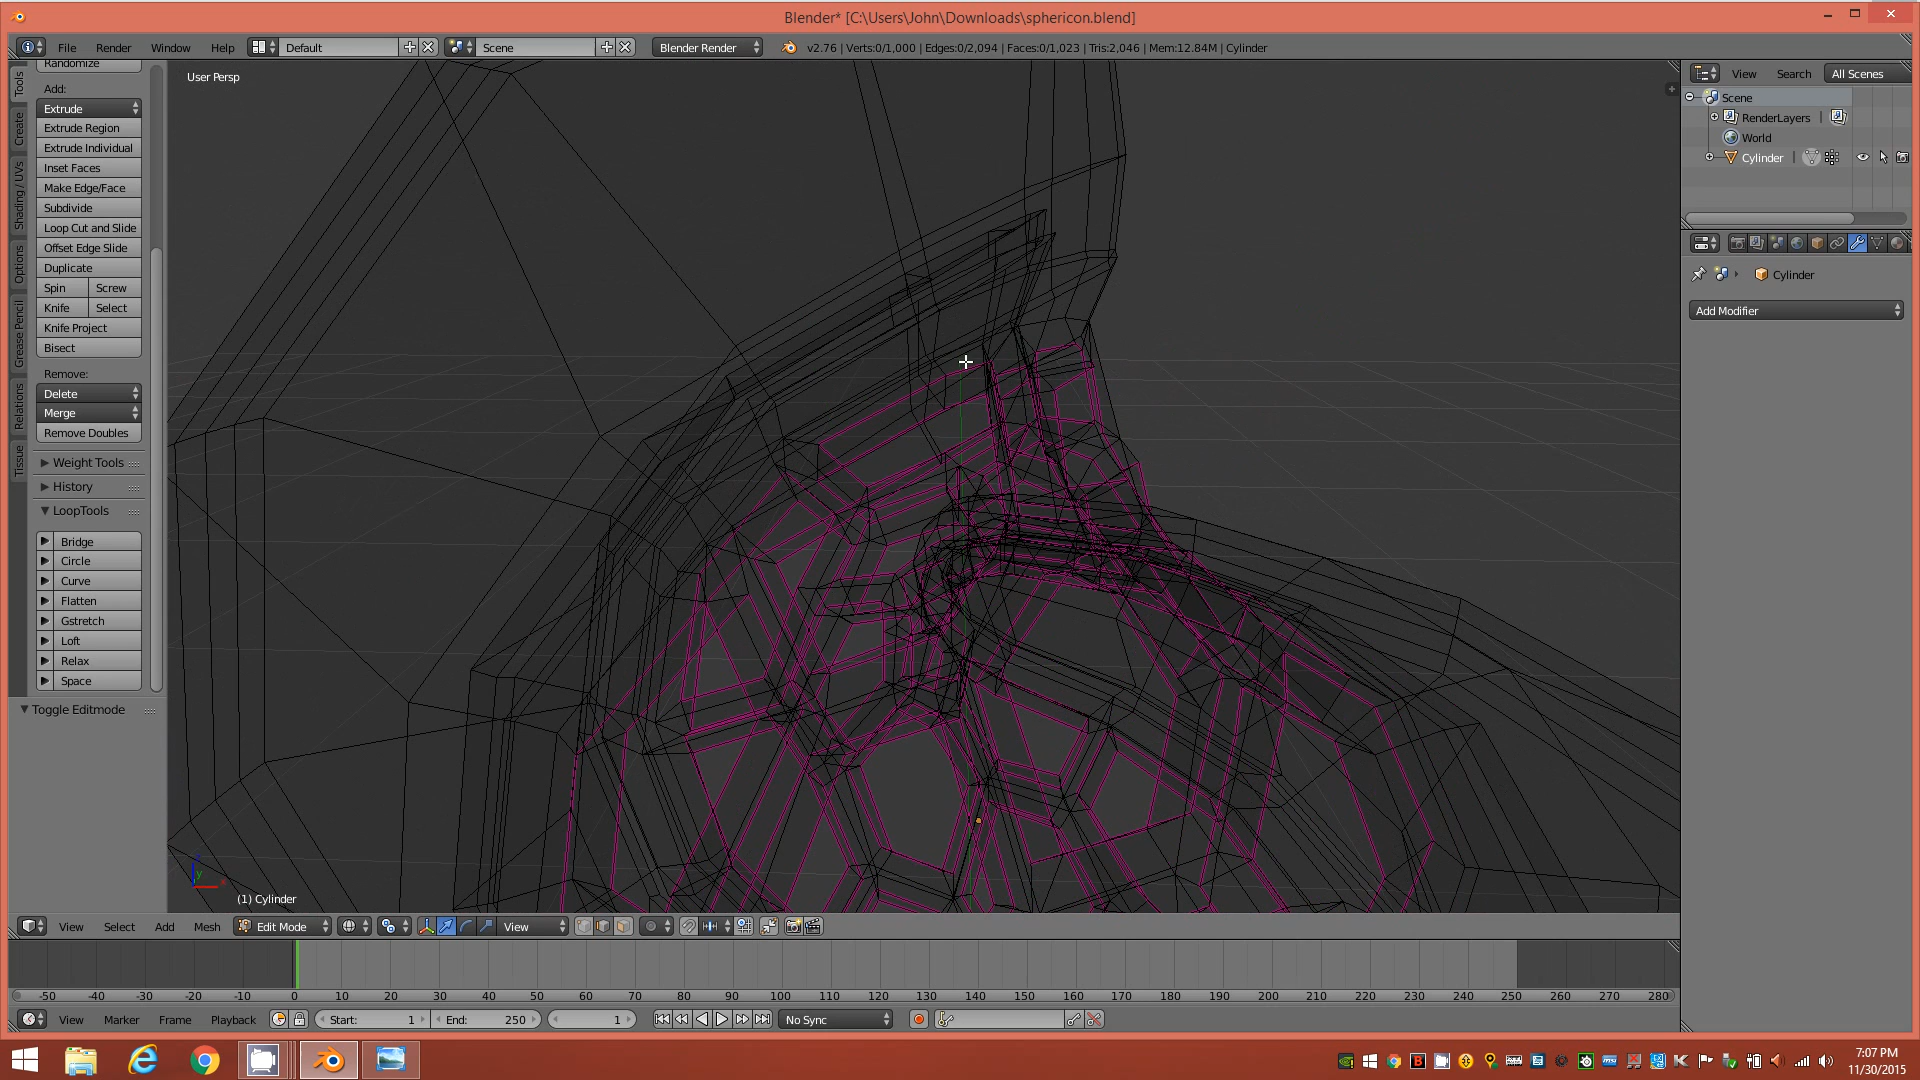 Blender* [C:\Users\John\Downloads\sphericon.blend]
File Render Window Help Default Scene Blender Render v2.76 | Verts:0/1,000 | Edges:0/2,094 | Faces:0/1,023 | Tris:2,046 | Mem:12.84M | Cylinder
Tools
Create
Shading / UVs
Options
Grease Pencil
Relations
Tissue
Randomize
Add:
Extrude
Extrude Region
Extrude Individual
Inset Faces
Make Edge/Face
Subdivide
Loop Cut and Slide
Offset Edge Slide
Duplicate
Spin Screw
Knife Select
Knife Project
Bisect
Remove:
Delete
Merge
Remove Doubles
Weight Tools
History
LoopTools
Bridge
Circle
Curve
Flatten
Gstretch
Loft
Relax
Space
Toggle Editmode
User Persp
(1) Cylinder
View Search All Scenes
Scene
RenderLayers
World
Cylinder
Cylinder
Add Modifier
View Select Add Mesh Edit Mode View
-50 -40 -30 -20 -10 0 10 20 30 40 50 60 70 80 90 100 110 120 130 140 150 160 170 180 190 200 210 220 230 240 250 260 270 280
View Marker Frame Playback Start: 1 End: 250 1 No Sync
7:07 PM
11/30/2015